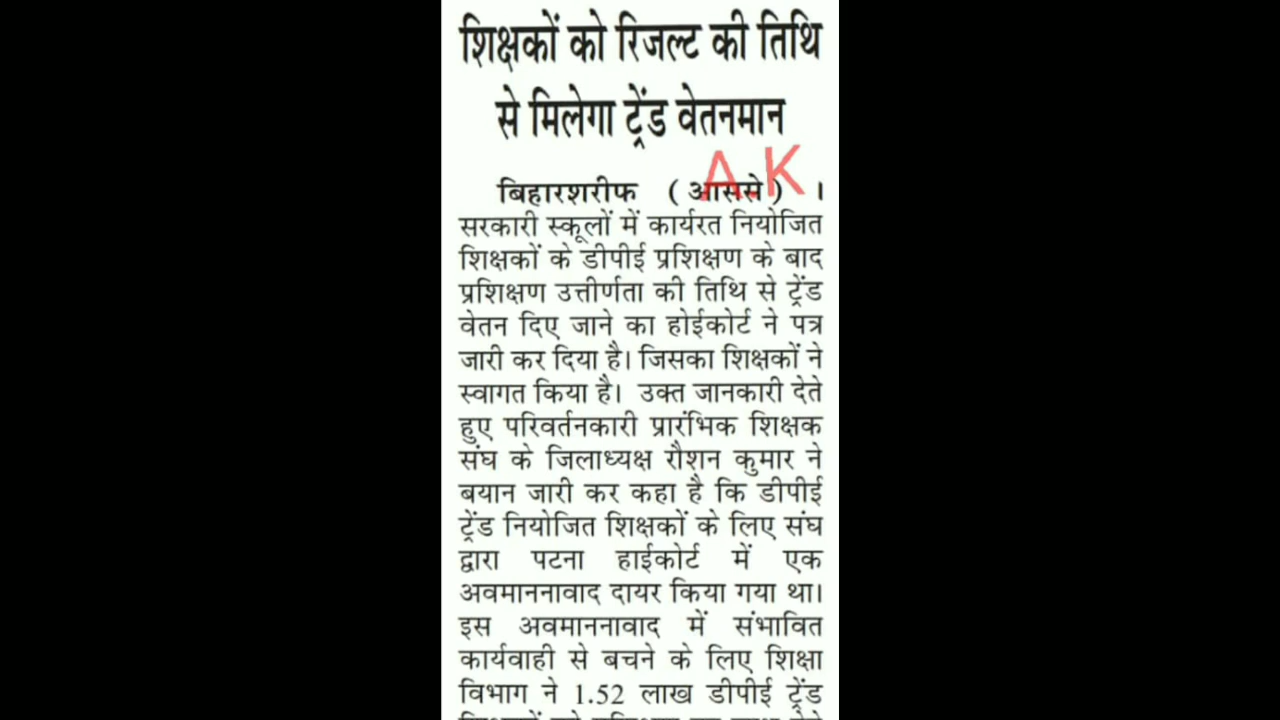 शिक्षकों को रिजल्ट की तिथि
से मिलेगा ट्रेंड वेतनमान
A.K
बिहारशरीफ (आससे) ।
सरकारी स्कूलों में कार्यरत नियोजित
शिक्षकों के डीपीई प्रशिक्षण के बाद
प्रशिक्षण उत्तीर्णता की तिथि से ट्रेंड
वेतन दिए जाने का होईकोर्ट ने पत्र
जारी कर दिया है। जिसका शिक्षकों ने
स्वागत किया है। उक्त जानकारी देते
हुए परिवर्तनकारी प्रारंभिक शिक्षक
संघ के जिलाध्यक्ष रौशन कुमार ने
बयान जारी कर कहा है कि डीपीई
ट्रेंड नियोजित शिक्षकों के लिए संघ
द्वारा पटना हाईकोर्ट में एक
अवमाननावाद दायर किया गया था।
इस अवमाननावाद में संभावित
कार्यवाही से बचने के लिए शिक्षा
विभाग ने 1.52 लाख डीपीई ट्रेंड